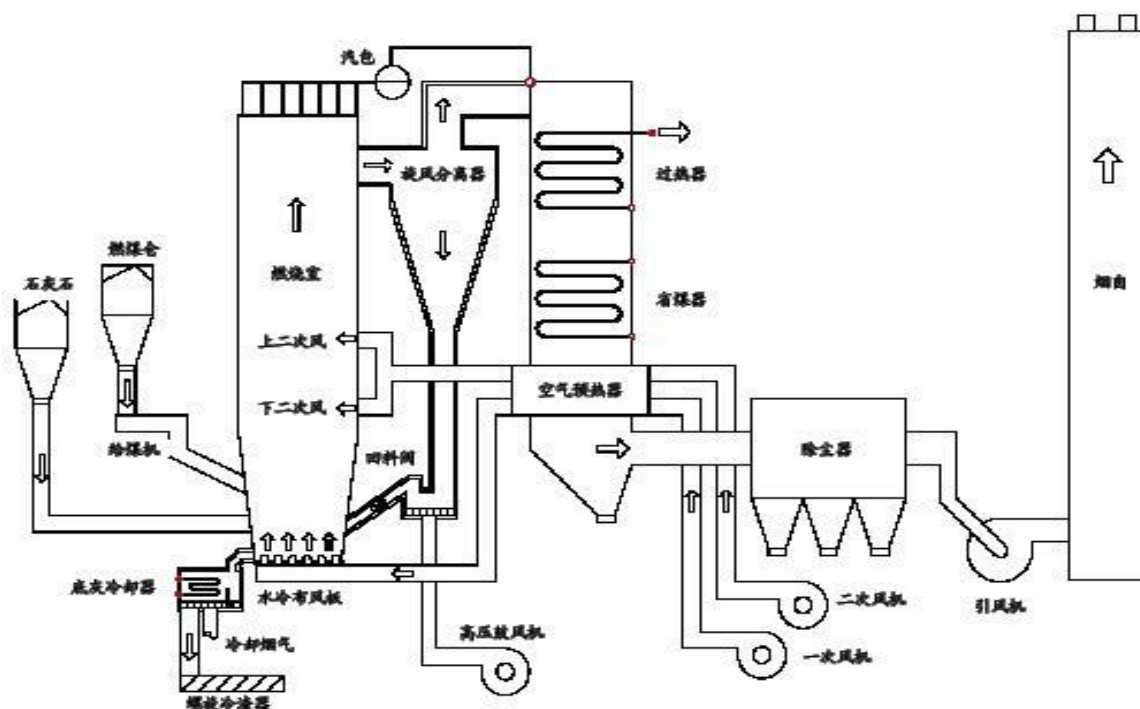 汽包
旋风分离器
过热器
燃煤仓
石灰石
燃烧室
省煤器
烟囱
上二次风
空气预热器
下二次风
给煤机
回料阀
除尘器
底灰冷却器
水冷布风板
二次风机
引风机
冷却烟气
高压鼓风机
一次风机
螺旋冷渣器